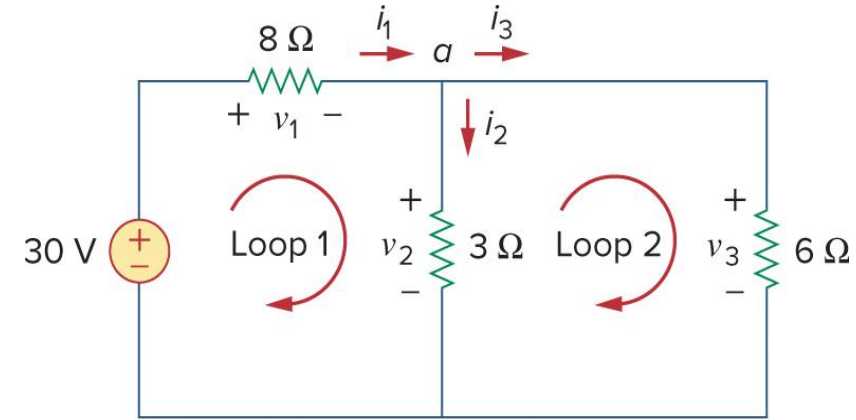 i1 i3
8 Ω a
+ v1 −
i2
30 V + − Loop 1 + v2 − 3 Ω Loop 2 + v3 − 6 Ω